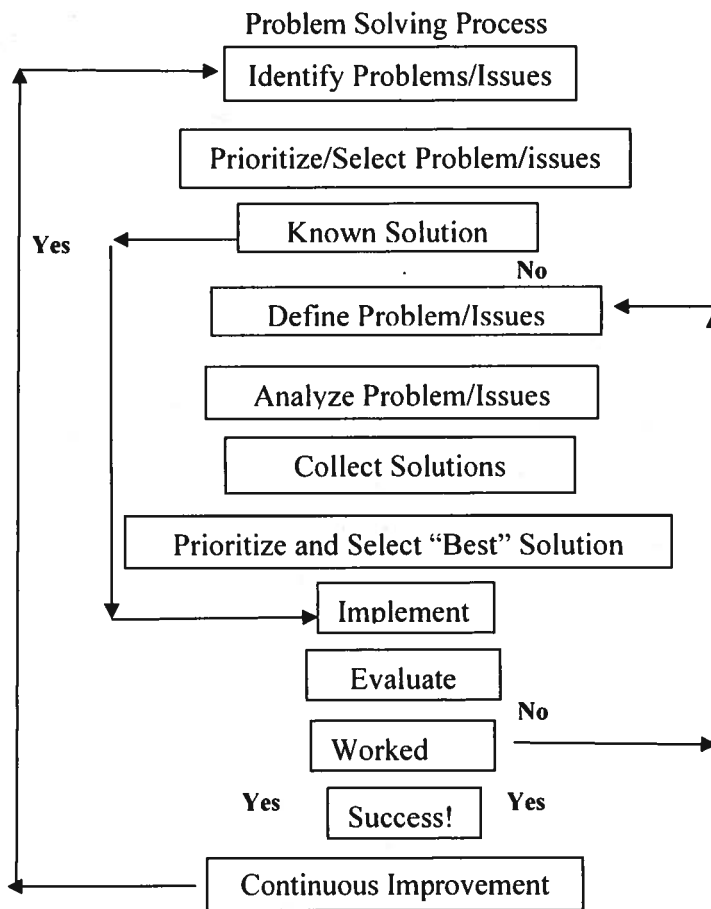 Problem Solving Process
Identify Problems/Issues
Prioritize/Select Problem/issues
Yes
Known Solution
No
Define Problem/Issues
Analyze Problem/Issues
Collect Solutions
Prioritize and Select “Best” Solution
Implement
Evaluate
No
Worked
Yes
Success!
Yes
Continuous Improvement